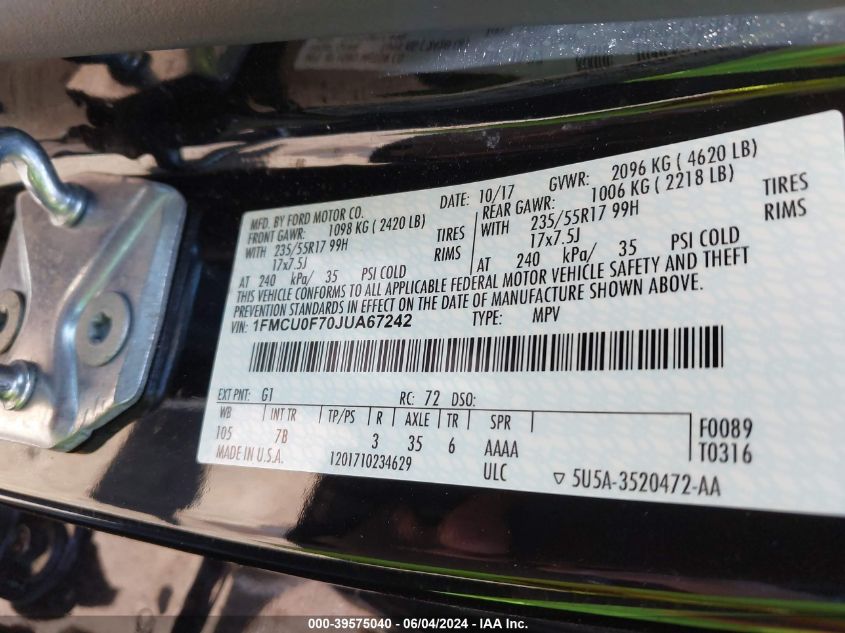 MFD. BY FORD MOTOR CO.
DATE: 10/17 GVWR: 2096 KG ( 4620 LB)
FRONT GAWR: 1098 KG ( 2420 LB)
REAR GAWR: 1006 KG ( 2218 LB)
WITH 235/55R17 99H TIRES
WITH 235/55R17 99H TIRES
17x7.5J RIMS
17x7.5J RIMS
AT 240 kPa/ 35 PSI COLD
AT 240 kPa/ 35 PSI COLD
THIS VEHICLE CONFORMS TO ALL APPLICABLE FEDERAL MOTOR VEHICLE SAFETY AND THEFT
PREVENTION STANDARDS IN EFFECT ON THE DATE OF MANUFACTURE SHOWN ABOVE.
VIN: 1FMCU0F70JUA67242 TYPE: MPV
EXT PNT: G1 RC: 72 DSO:
WB INT TR TP/PS R AXLE TR SPR
105 7B 3 35 6 AAAA
F0089
T0316
MADE IN U.S.A. 1201710234629 ULC ▽ 5U5A-3520472-AA
000-39575040 - 06/04/2024 - IAA Inc.